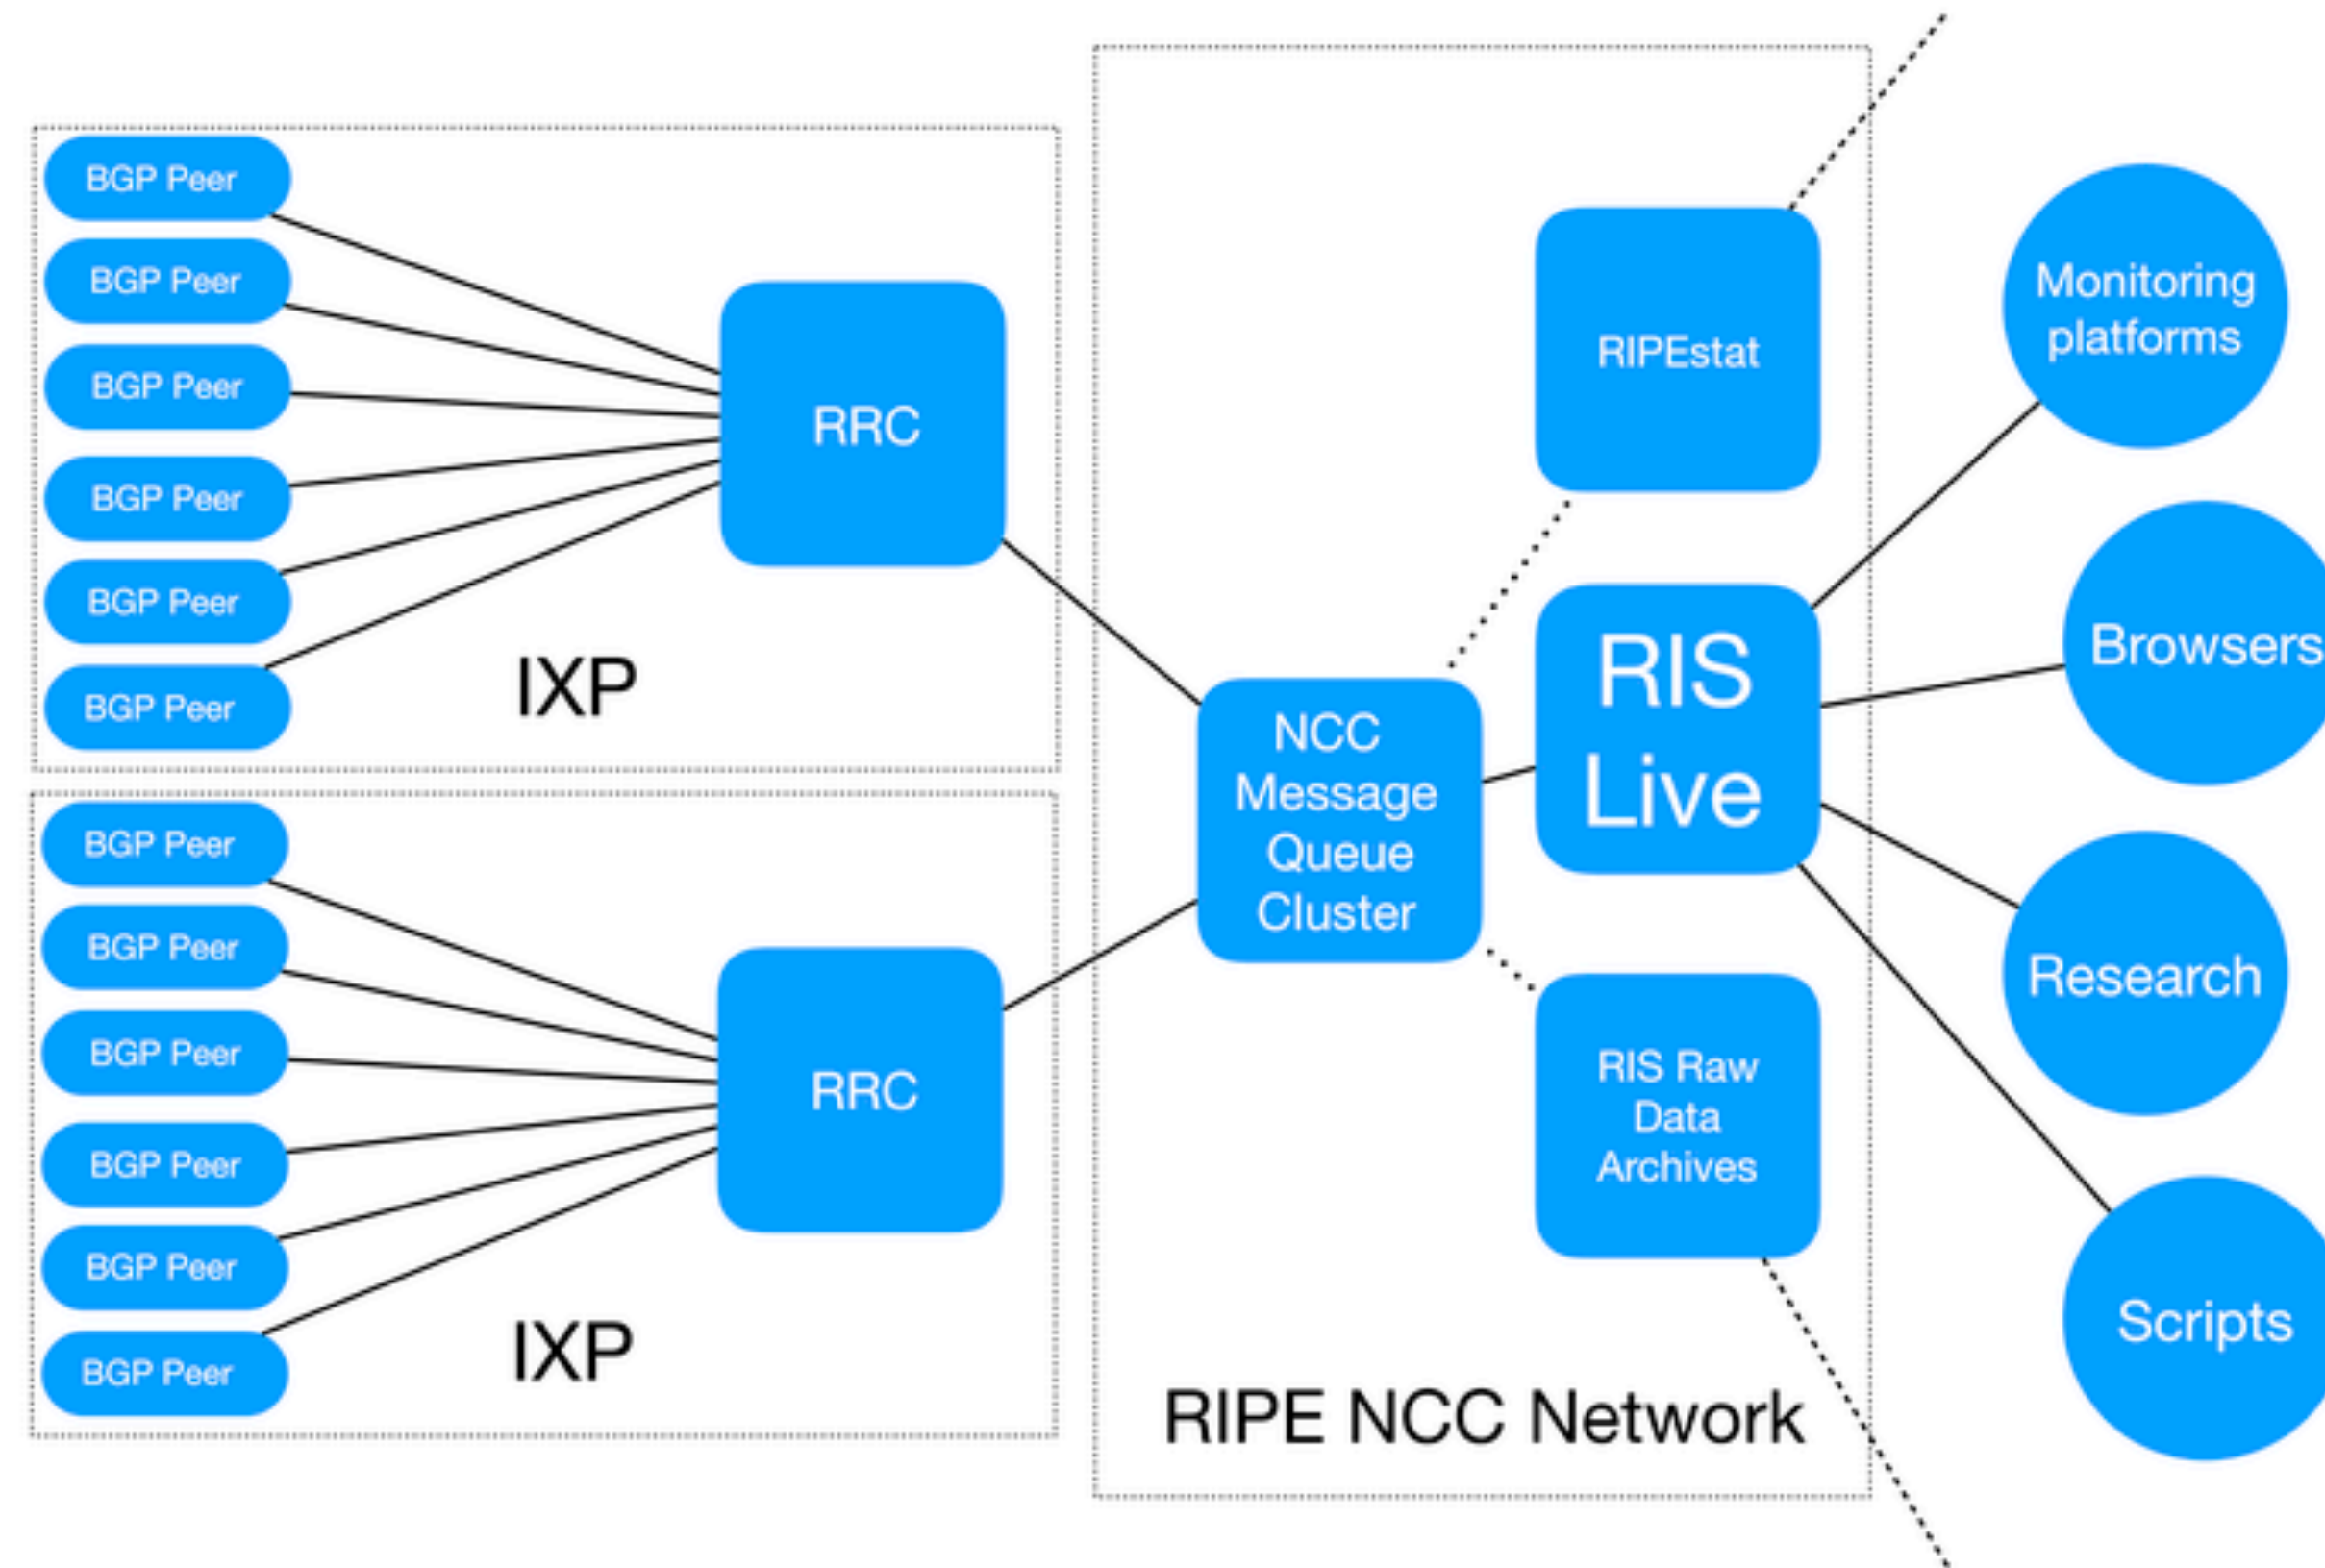 BGP Peer
BGP Peer
BGP Peer
BGP Peer
BGP Peer
BGP Peer
RRC
IXP
BGP Peer
BGP Peer
BGP Peer
BGP Peer
BGP Peer
BGP Peer
RRC
IXP
NCC
Message
Queue
Cluster
RIPEstat
RIS
Live
RIS Raw
Data
Archives
RIPE NCC Network
Monitoring
platforms
Browsers
Research
Scripts